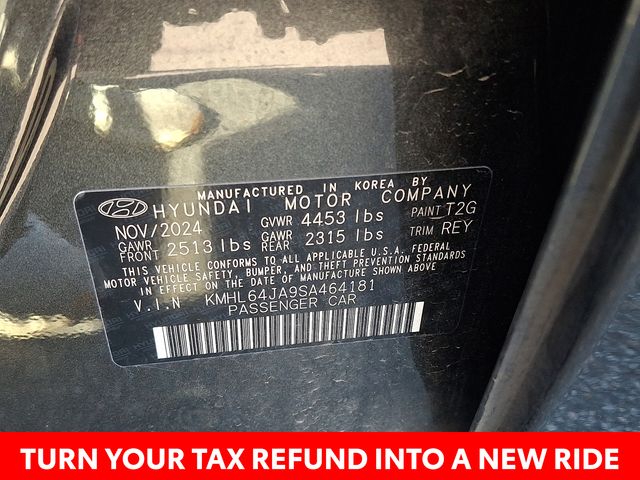 MANUFACTURED IN KOREA BY
HYUNDAI MOTOR COMPANY
NOV/2024 GVWR 4453 lbs PAINT T2G
GAWR FRONT 2513 lbs GAWR REAR 2315 lbs TRIM REY
THIS VEHICLE CONFORMS TO ALL APPLICABLE U.S.A. FEDERAL
MOTOR VEHICLE SAFETY, BUMPER, AND THEFT PREVENTION STANDARDS
IN EFFECT ON THE DATE OF MANUFACTURE SHOWN ABOVE.
V.I.N KMHL64JA9SA464181
PASSENGER CAR
TURN YOUR TAX REFUND INTO A NEW RIDE